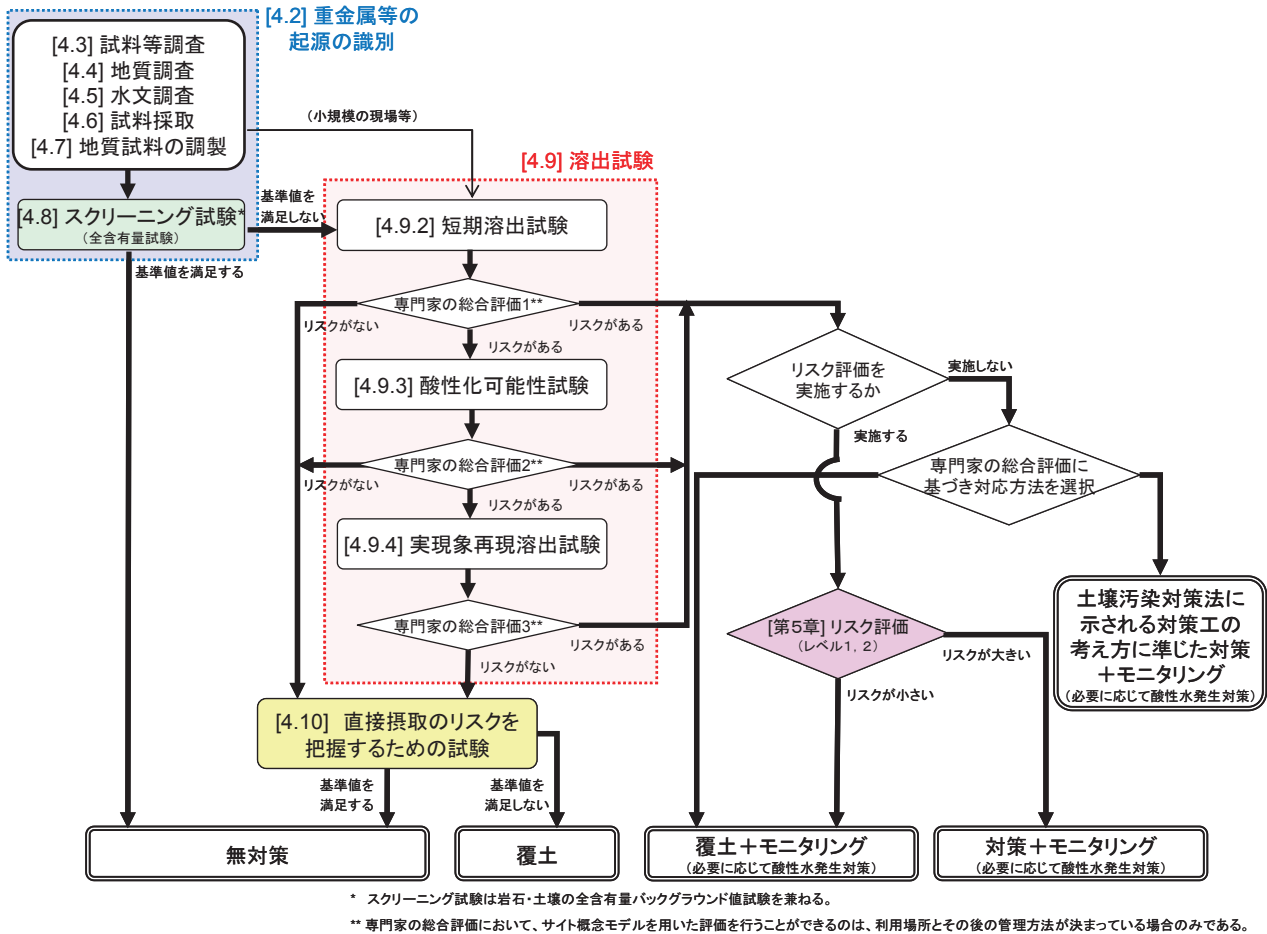 [4.2] 重金属等の
起源の識別
[4.3] 試料等調査
[4.4] 地質調査
[4.5] 水文調査
[4.6] 試料採取
[4.7] 地質試料の調製
(小規模の現場等)
[4.9] 溶出試験
[4.8] スクリーニング試験*
(全含有量試験)
基準値を
満足しない
基準値を満足する
[4.9.2] 短期溶出試験
専門家の総合評価1**
リスクがない
リスクがある
リスクがある
[4.9.3] 酸性化可能性試験
専門家の総合評価2**
リスクがない
リスクがある
リスクがある
[4.9.4] 実現象再現溶出試験
専門家の総合評価3**
リスクがある
リスクがない
リスク評価を
実施するか
実施しない
実施する
専門家の総合評価に
基づき対応方法を選択
[第5章] リスク評価
(レベル1, 2)
リスクが大きい
リスクが小さい
土壌汚染対策法に
示される対策工の
考え方に準じた対策
+モニタリング
(必要に応じて酸性水発生対策)
[4.10] 直接摂取のリスクを
把握するための試験
基準値を
満足する
基準値を
満足しない
無対策
覆土
覆土+モニタリング
(必要に応じて酸性水発生対策)
対策+モニタリング
(必要に応じて酸性水発生対策)
* スクリーニング試験は岩石・土壌の全含有量バックグラウンド値試験を兼ねる。
** 専門家の総合評価において、サイト概念モデルを用いた評価を行うことができるのは、利用場所とその後の管理方法が決まっている場合のみである。